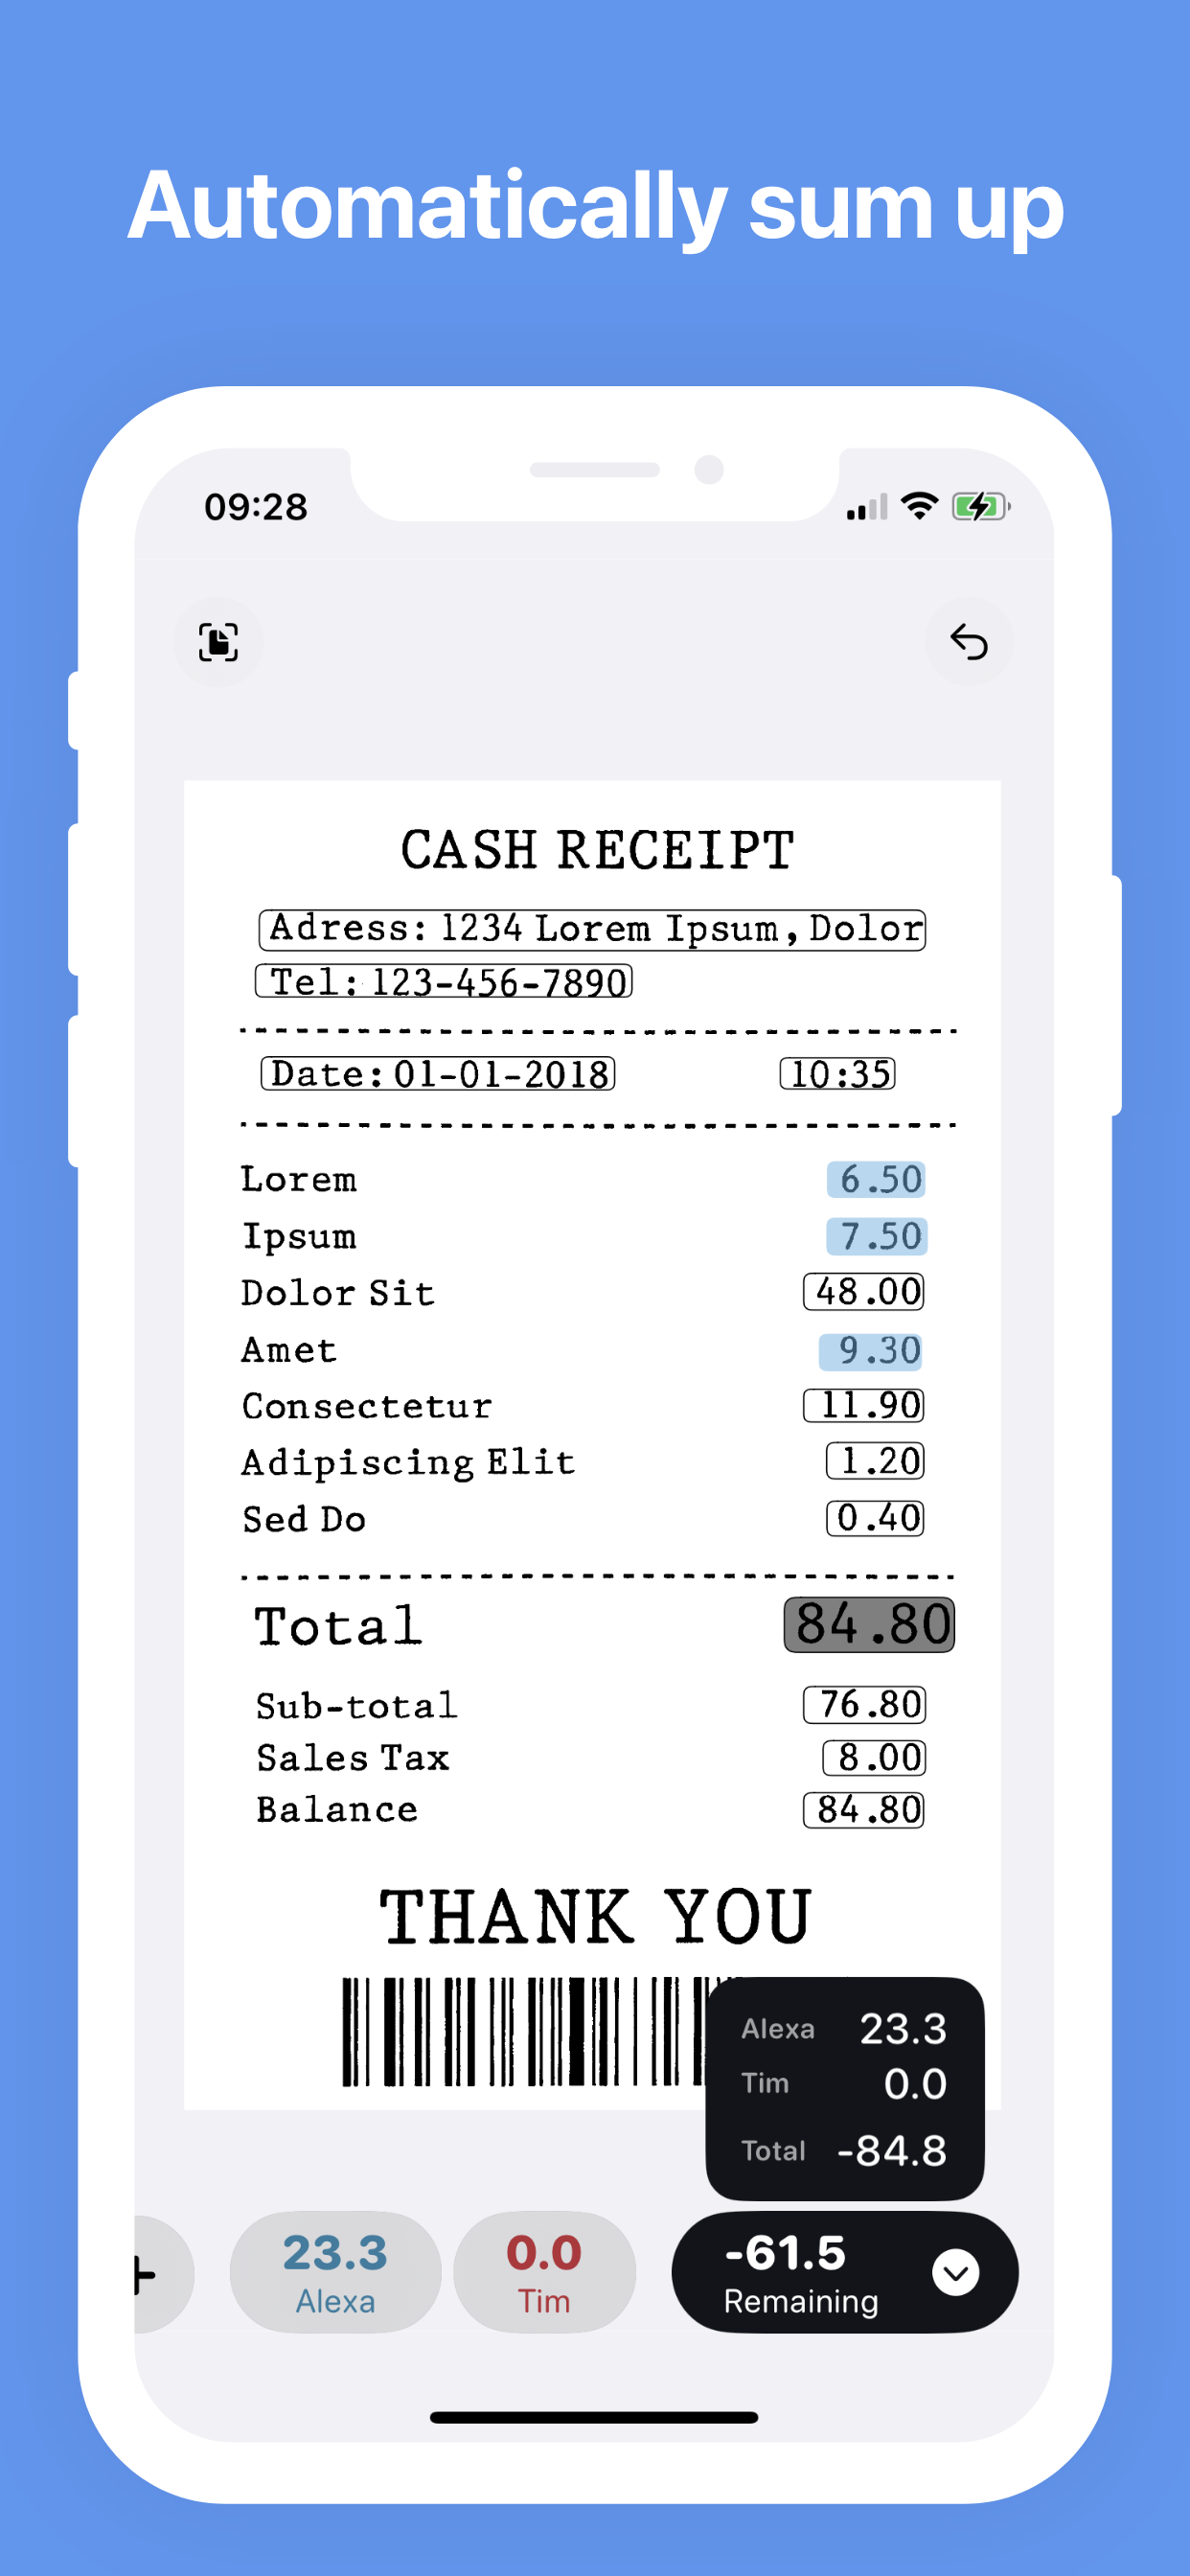 Automatically sum up
09:28
CASH RECEIPT
Adress: 1234 Lorem Ipsum, Dolor
Tel: 123-456-7890
Date: 01-01-2018 10:35
Lorem 6.50
Ipsum 7.50
Dolor Sit 48.00
Amet 9.30
Consectetur 11.90
Adipiscing Elit 1.20
Sed Do 0.40
Total 84.80
Sub-total 76.80
Sales Tax 8.00
Balance 84.80
THANK YOU
Alexa 23.3
Tim 0.0
Total -84.8
23.3 0.0 -61.5
Alexa Tim Remaining